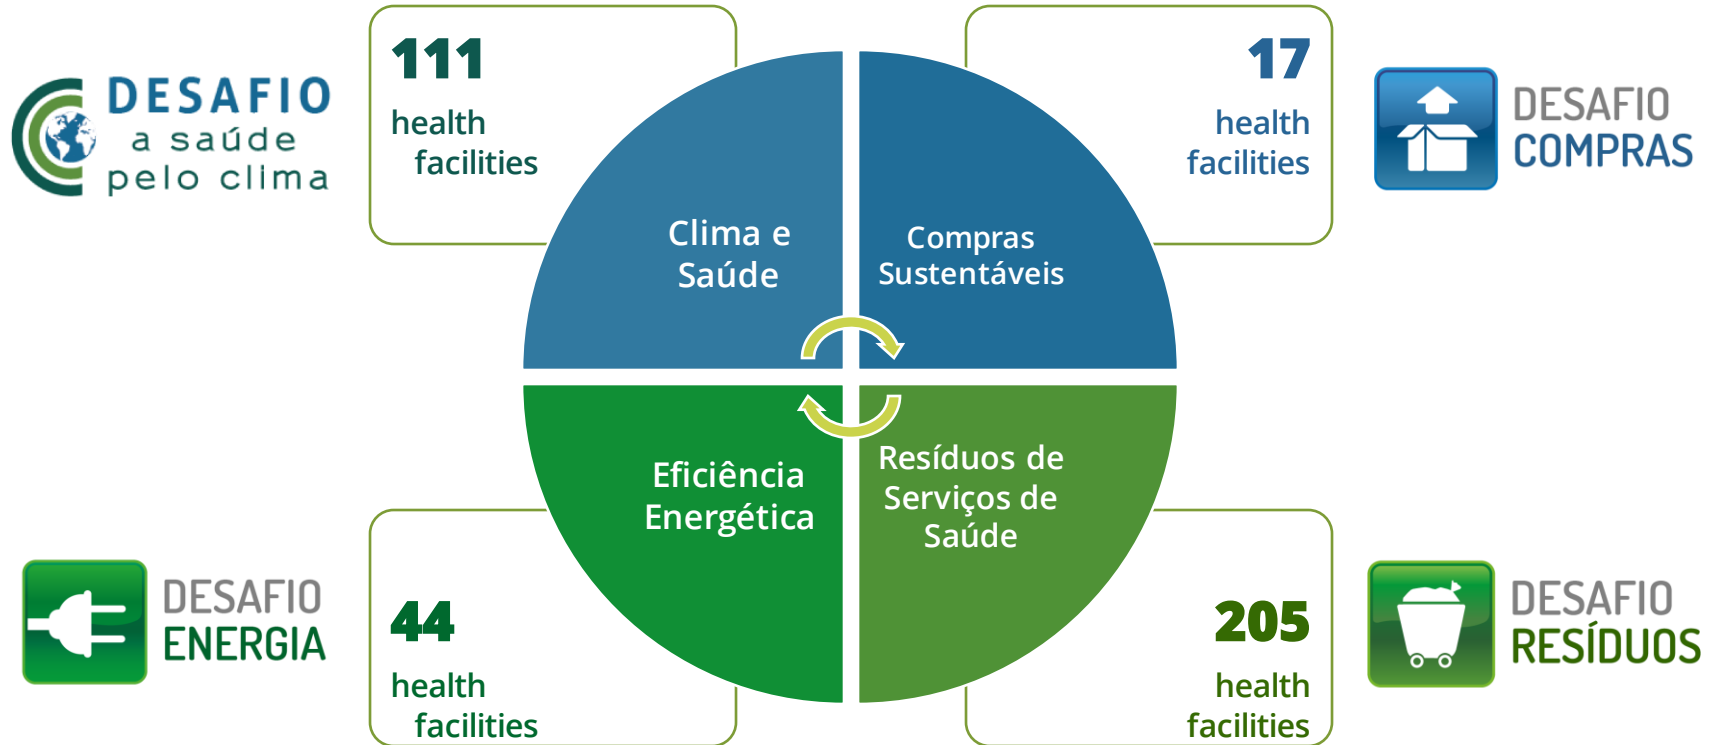 DESAFIO
a saúde
pelo clima
111
health
facilities
Clima e
Saúde
17
health
facilities
Compras
Sustentáveis
DESAFIO
COMPRAS
DESAFIO
ENERGIA
44
health
facilities
Eficiência
Energética
Resíduos de
Serviços de
Saúde
205
health
facilities
DESAFIO
RESÍDUOS